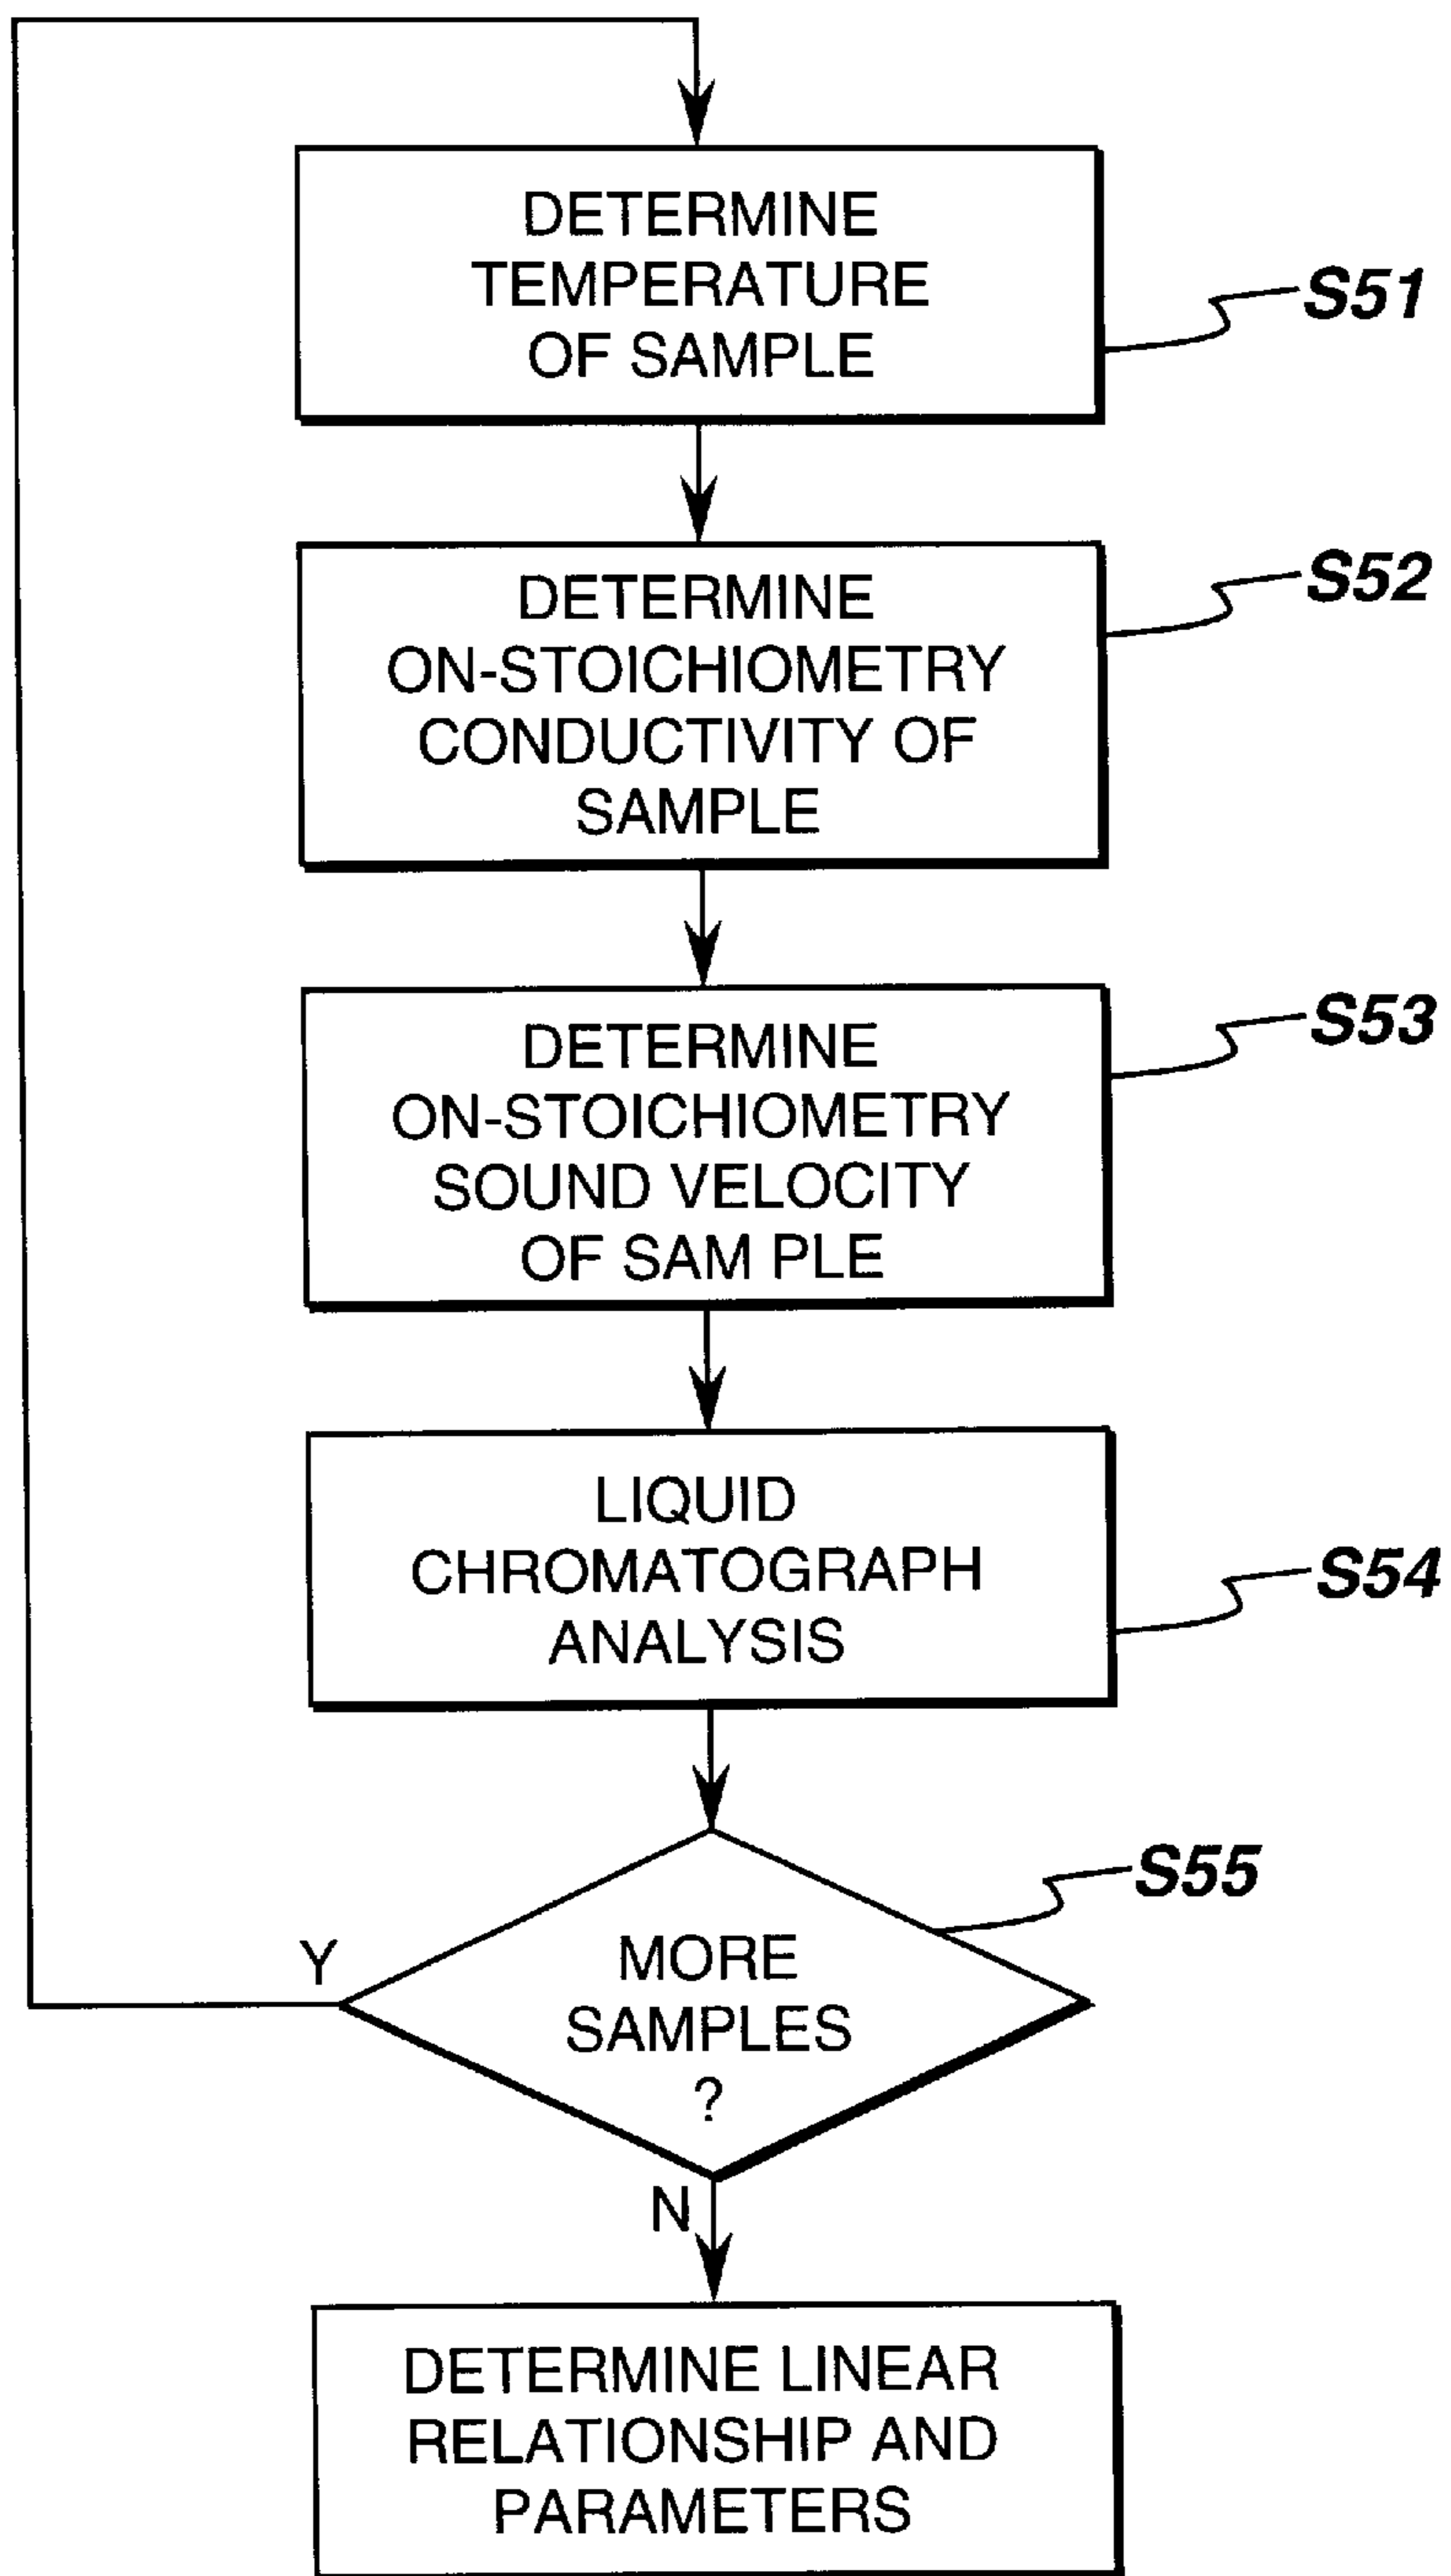 DETERMINE
TEMPERATURE
OF SAMPLE
S51
DETERMINE
ON-STOICHIOMETRY
CONDUCTIVITY OF
SAMPLE
S52
DETERMINE
ON-STOICHIOMETRY
SOUND VELOCITY
OF SAM PLE
S53
LIQUID
CHROMATOGRAPH
ANALYSIS
S54
MORE
SAMPLES
?
S55
Y
N
DETERMINE LINEAR
RELATIONSHIP AND
PARAMETERS